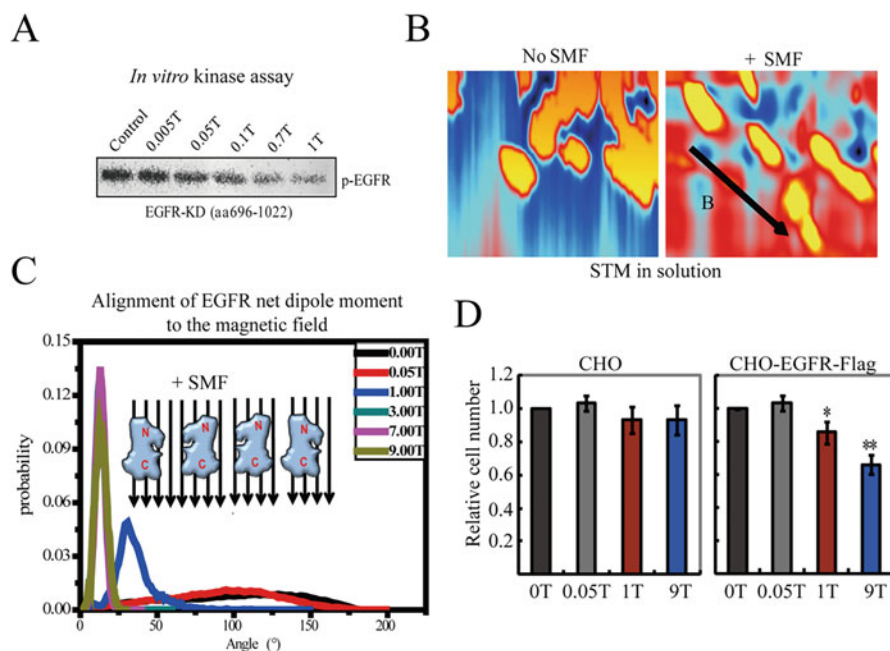 A
In vitro kinase assay
Control 0.005T 0.05T 0.1T 0.7T 1T
p-EGFR
EGFR-KD (aa696-1022)
B
No SMF + SMF
B
STM in solution
C
Alignment of EGFR net dipole moment
to the magnetic field
probability
0.15
0.12
0.09
0.06
0.03
0.00
0 50 100 150 200
Angle (°)
+ SMF
N N N N
C C C C
0.00T
0.05T
1.00T
3.00T
7.00T
9.00T
D
CHO CHO-EGFR-Flag
Relative cell number
1.2
1.0
0.8
0.6
0.4
0.2
*
**
0T 0.05T 1T 9T 0T 0.05T 1T 9T